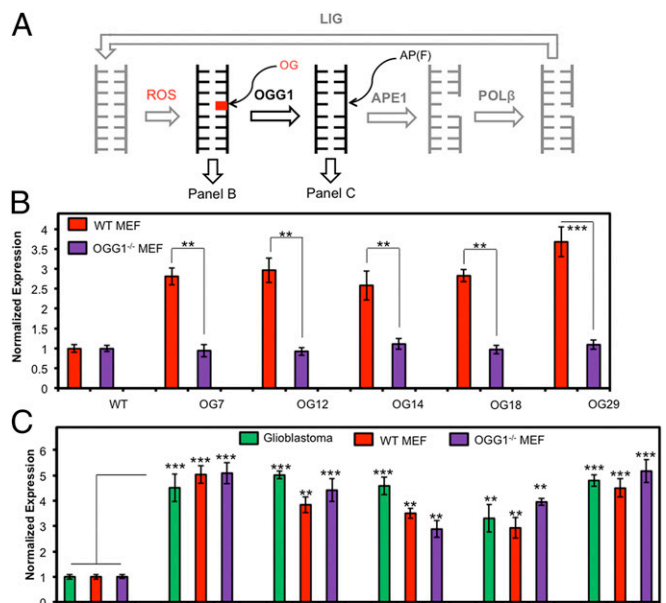 A
LIG
ROS
OG
OGG1
AP(F)
APE1
POLβ
Panel B
Panel C
B
WT MEF
OGG1-/- MEF
Normalized Expression
4
3.5
3
2.5
2
1.5
1
0.5
0
**
**
**
**
***
WT
OG7
OG12
OG14
OG18
OG29
C
Glioblastoma
WT MEF
OGG1-/- MEF
Normalized Expression
6
5
4
3
2
1
0
***
***
***
***
**
***
***
**
**
**
**
**
***
***
***